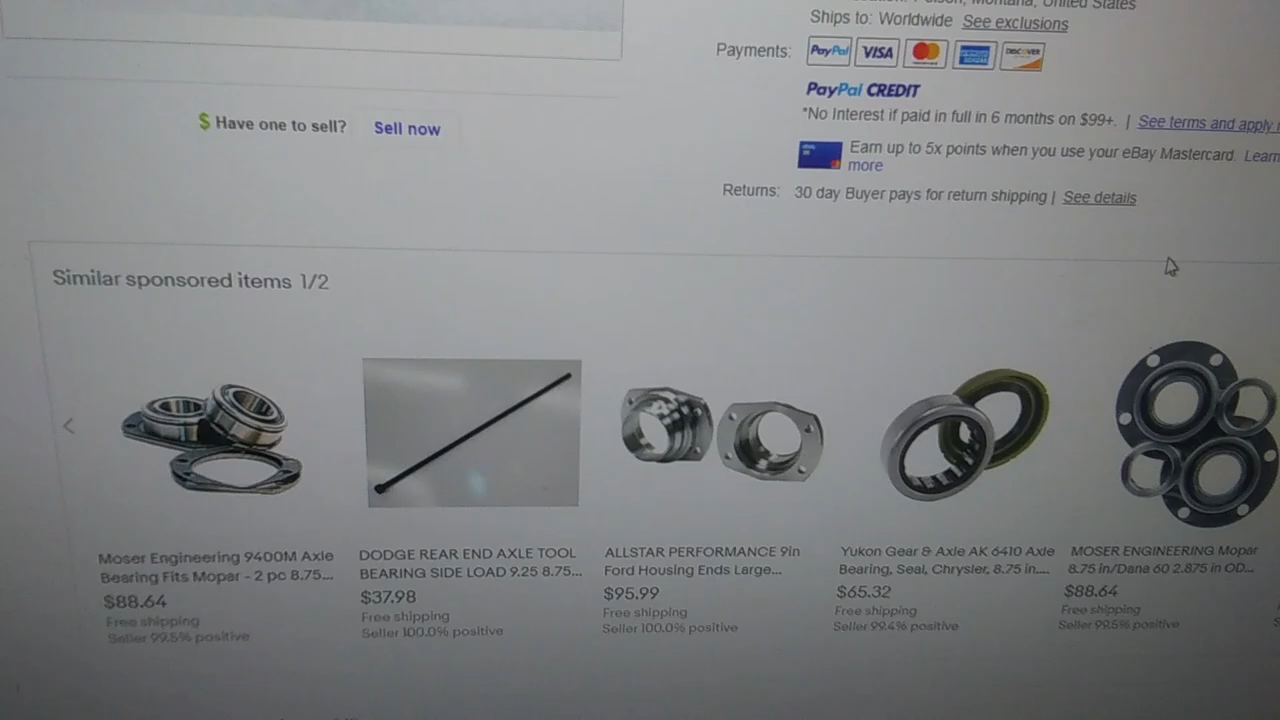 Montana, United States
Ships to: Worldwide See exclusions
Payments: PayPal VISA DISCOVER
PayPal CREDIT
*No Interest if paid in full in 6 months on $99+. | See terms and apply
$ Have one to sell? Sell now
Earn up to 5x points when you use your eBay Mastercard. Learn
more
Returns: 30 day Buyer pays for return shipping | See details
Similar sponsored items 1/2
Moser Engineering 9400M Axle
Bearing Fits Mopar - 2 pc 8.75...
$88.64
Free shipping
Seller 99.5% positive
DODGE REAR END AXLE TOOL
BEARING SIDE LOAD 9.25 8.75...
$37.98
Free shipping
Seller 100.0% positive
ALLSTAR PERFORMANCE 9in
Ford Housing Ends Large...
$95.99
Free shipping
Seller 100.0% positive
Yukon Gear & Axle AK 6410 Axle
Bearing, Seal, Chrysler, 8.75 in....
$65.32
Free shipping
Seller 99.4% positive
MOSER ENGINEERING Mopar
8.75 in/Dana 60 2.875 in OD...
$88.64
Free shipping
Seller 99.5% positive